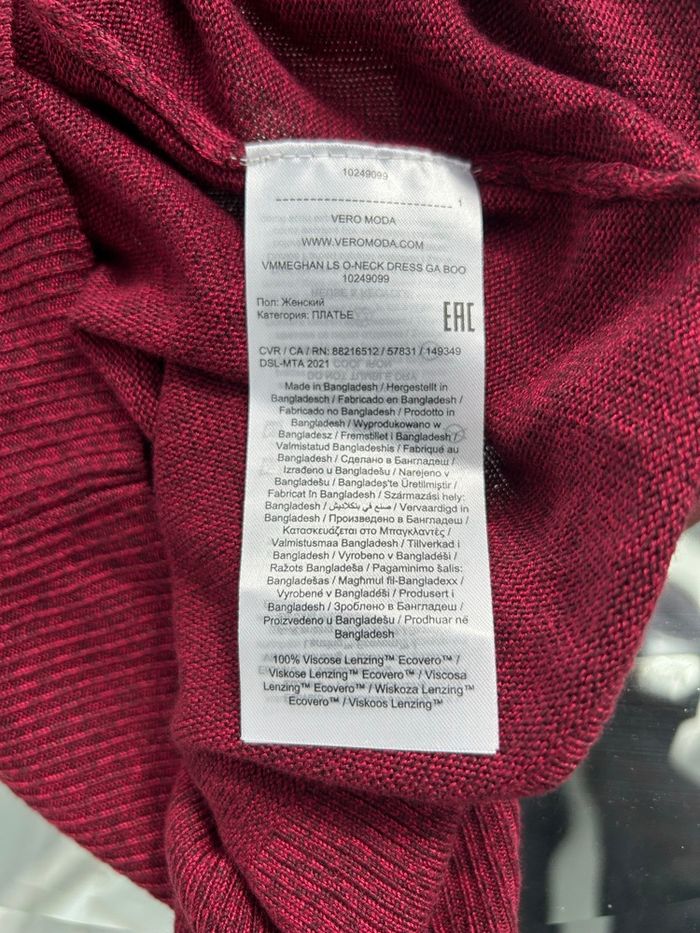 10249099
1
VERO MODA
WWW.VEROMODA.COM
VMMEGHAN LS O-NECK DRESS GA BOO
10249099
Пол: Женский
Категория: ПЛАТЬЕ
EAC
CVR / CA / RN: 88216512 / 57831 / 149349
DSL-MTA 2021
Made in Bangladesh / Hergestellt in
Bangladesch / Fabricado en Bangladesh /
Fabricado no Bangladesh / Prodotto in
Bangladesh / Wyprodukowano w
Bangladesz / Fremstillet i Bangladesh /
Valmistatud Bangladeshis / Fabriqué au
Bangladesh / Сделано в Бангладеш /
Izrađeno u Bangladešu / Narejeno v
Bangladešu / Bangladeş'te Üretilmiştir /
Fabricat în Bangladesh / Származási hely:
Bangladesh / صنع في بنكلاديش / Vervaardigd in
Bangladesh / Произведено в Бангладеш /
Κατασκευάζεται στο Μπαγκλαντές /
Valmistusmaa Bangladesh / Tillverkad i
Bangladesh / Vyrobeno v Bangladéši /
Ražots Bangladeša / Pagaminimo šalis:
Bangladešas / Magħmul fil-Bangladexx /
Vyrobené v Bangladéši / Produsert i
Bangladesh / Зроблено в Бангладеш /
Proizvedeno u Bangladešu / Prodhuar në
Bangladesh
100% Viscose Lenzing™ Ecovero™ /
Viskose Lenzing™ Ecovero™ / Viscosa
Lenzing™ Ecovero™ / Wiskoza Lenzing™
Ecovero™ / Viskoos Lenzing™